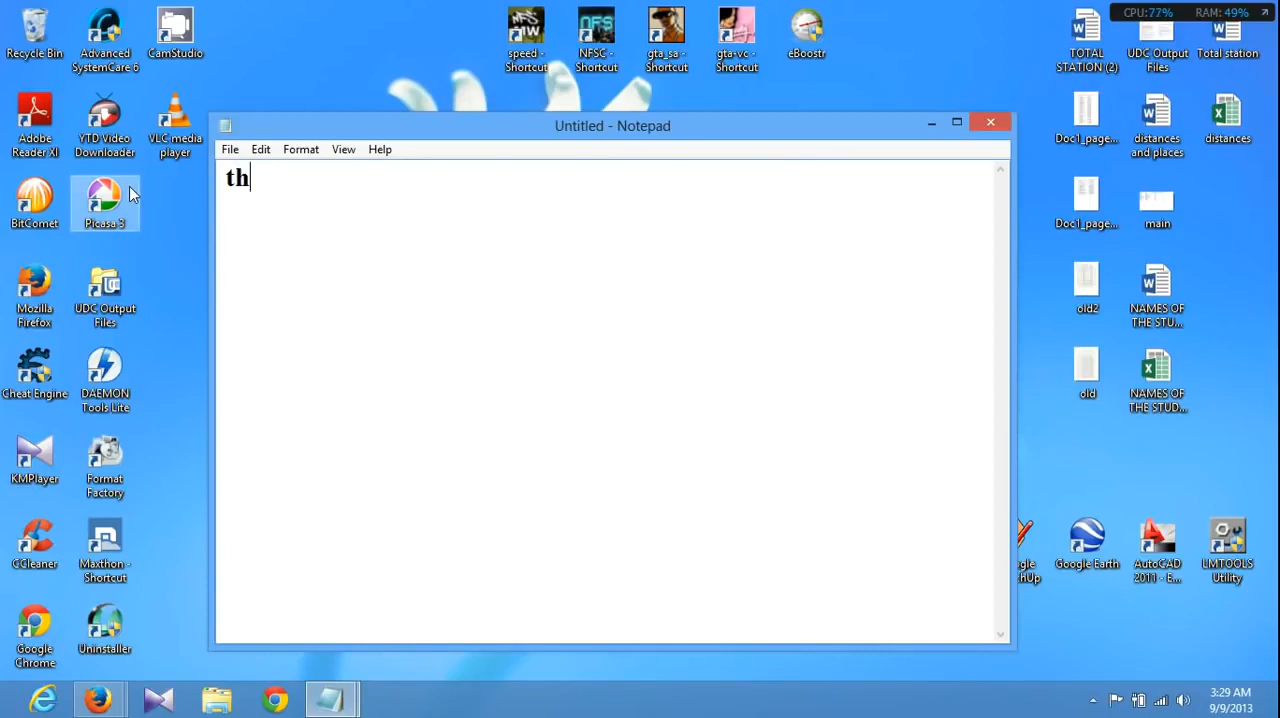 CPU:77% RAM: 49%
Recycle Bin
Advanced
SystemCare 6
CamStudio
speed -
Shortcut
NFSC -
Shortcut
gta_sa -
Shortcut
gta-vc -
Shortcut
eBoostr
TOTAL
STATION (2)
UDC Output
Files
Total station
Adobe
Reader XI
YTD Video
Downloader
VLC media
player
Untitled - Notepad
File Edit Format View Help
th
Doc1_page...
distances
and places
distances
BitComet
Picasa 3
Doc1_page...
main
Mozilla
Firefox
UDC Output
Files
old2
NAMES OF
THE STU...
Cheat Engine
DAEMON
Tools Lite
old
NAMES OF
THE STUD...
KMPlayer
Format
Factory
CCleaner
Maxthon -
Shortcut
gle
chUp
Google Earth
AutoCAD
2011 - E...
LMTOOLS
Utility
Google
Chrome
Uninstaller
3:29 AM
9/9/2013